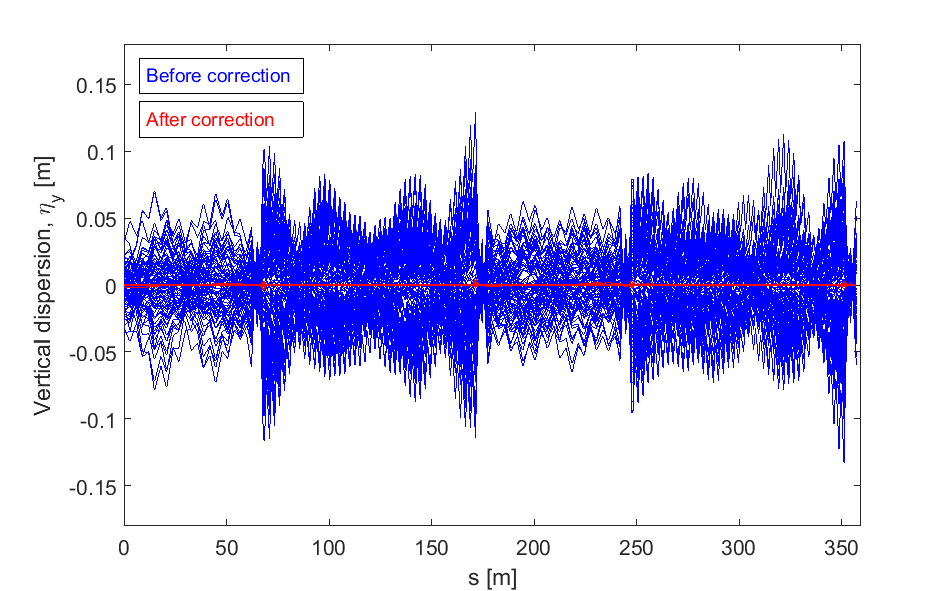 Before correction
After correction
0.15
0.1
0.05
0
-0.05
-0.1
-0.15
Vertical dispersion, η_y [m]
0 50 100 150 200 250 300 350
s [m]